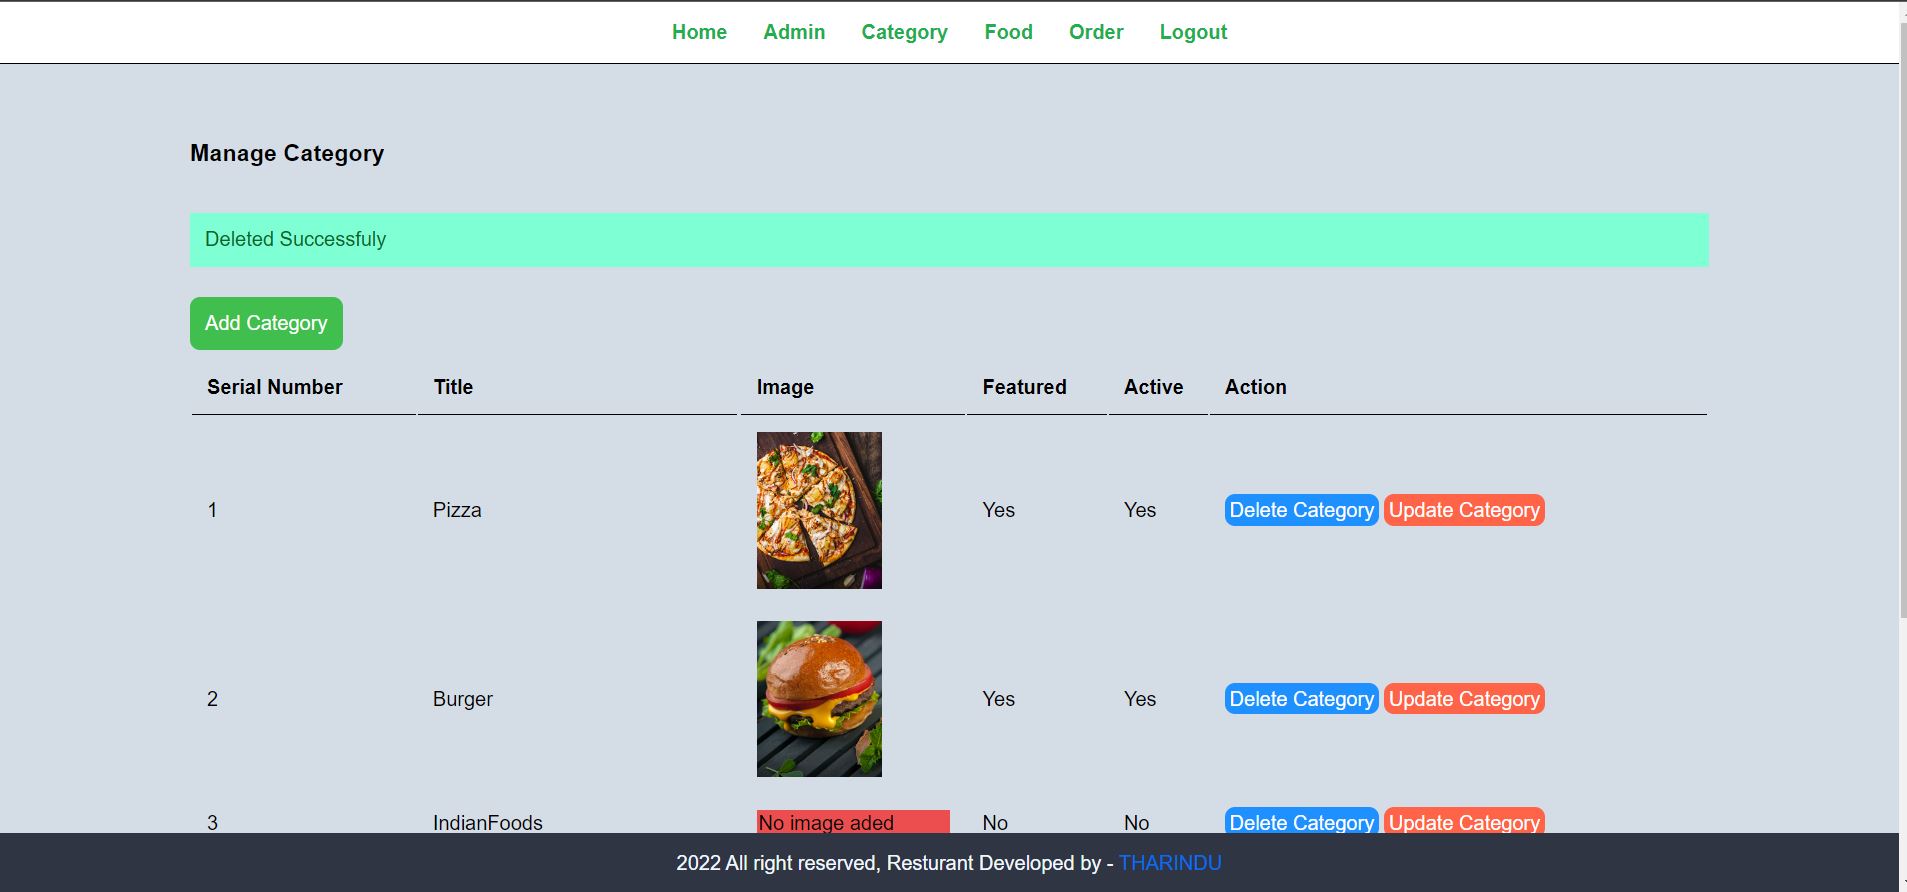 Home Admin Category Food Order Logout
Manage Category
Deleted Successfuly
Add Category
Serial Number Title Image Featured Active Action
1 Pizza Yes Yes Delete Category Update Category
2 Burger Yes Yes Delete Category Update Category
3 IndianFoods No image aded No No Delete Category Update Category
2022 All right reserved, Resturant Developed by - THARINDU